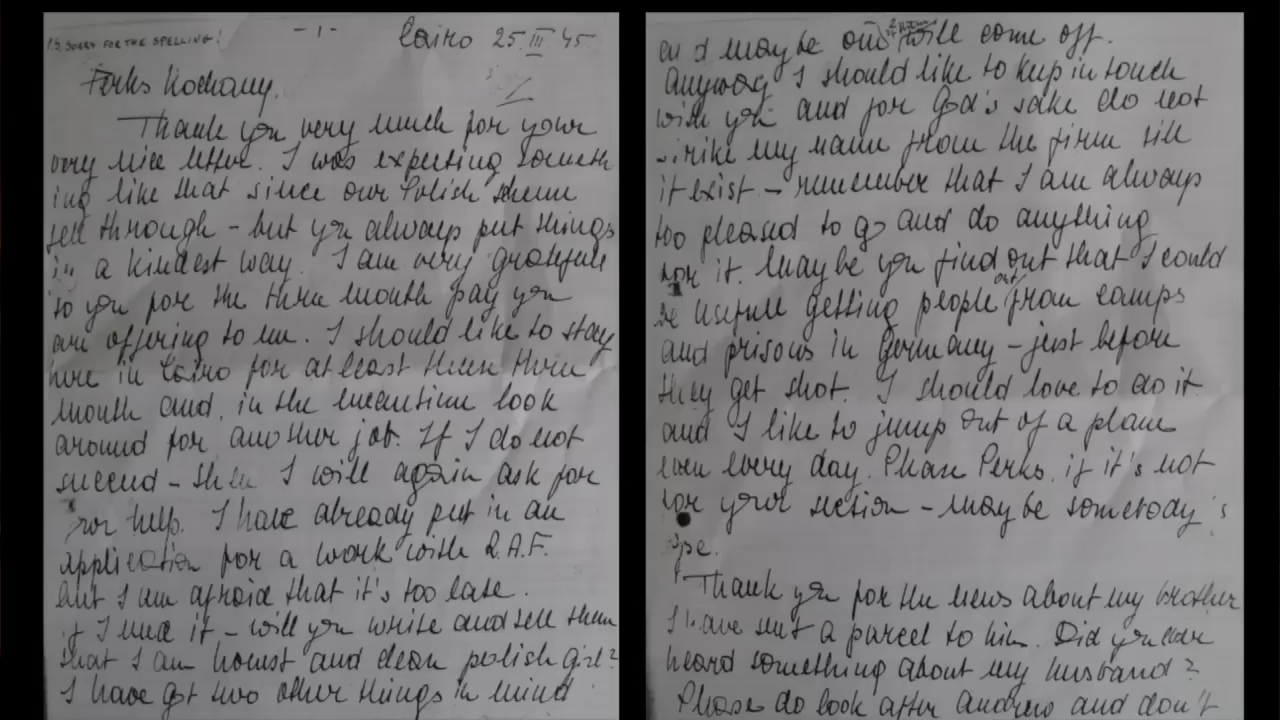 P.S. SORRY FOR THE SPELLING!
- 1 -
Cairo 25 III 45
Perks Kochany.
Thank you very much for your
very nice letter. I was expecting someth
ing like that since our Polish skem
fell through - but you always put things
in a kindest way. I am very gratefull
to you for the three month pay you
are offering to me. I should like to stay
here in Cairo for at least these three
month and, in the meantime look
around for another job. If I do not
succeed - then I will again ask for
your help. I have already put in an
application for a work with R.A.F.
but I am afraid that it's too late.
if I need it - will you write and tell them
that I am honest and clean polish girl?
I have got two other things in mind
and maybe one will come off.
Anyway I should like to keep in touch
with you and for God's sake do not
strike my name from the firm till
it exist. - remember that I am always
too pleased to go and do anything
for it. Maybe you find out that I could
be usefull getting people out from camps
and prisons in Germany - just before
they get shot. I should love to do it
and I like to jump out of a plane
even every day. Please Perks, if it's not
for your section - maybe somebody's
Thank you for the news about my brother
I have sent a parcel to him. Did you ever
heard something about my husband?
Please do look after Andrew and don't